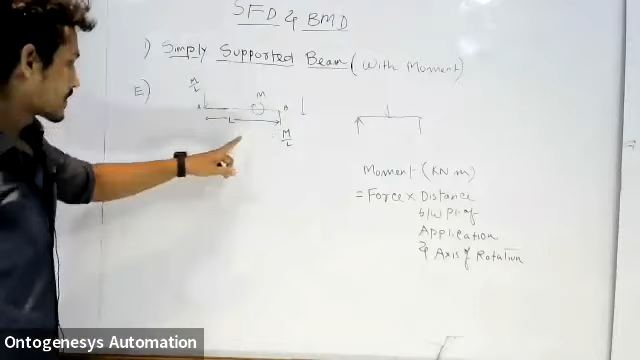 SFD & BMD
1) Simply Supported Beam (with Moment)
E)
M/L
A M B
L
M/L
Moment (KN.m)
= Force × Distance
b/w Pt. of
Application
& Axis of Rotation
Ontogenesys Automation